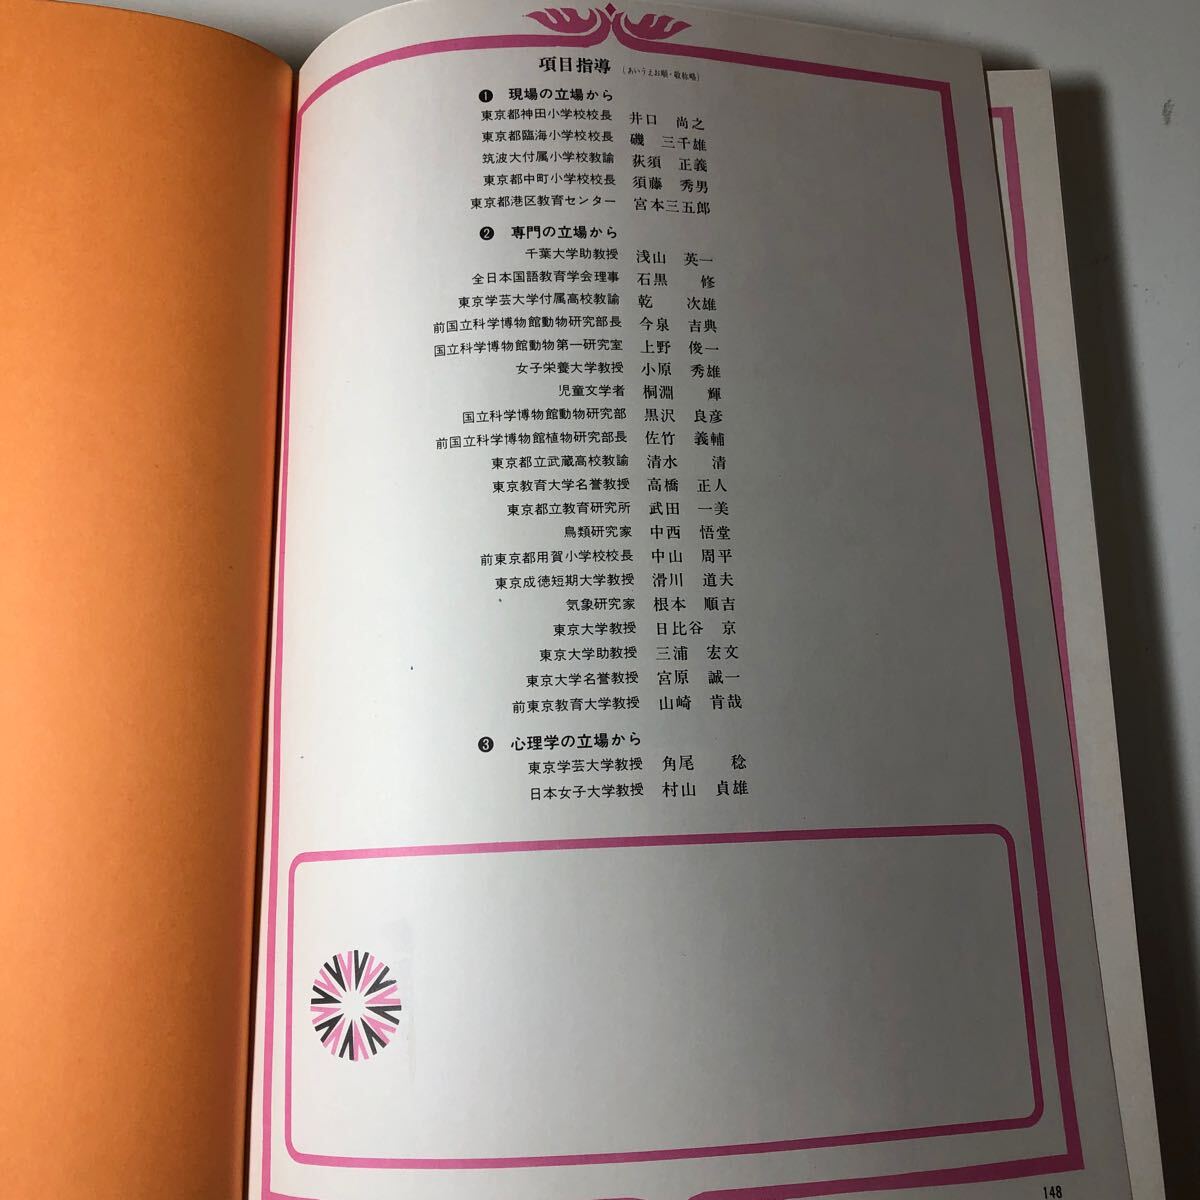 項目指導 (あいうえお順・敬称略)
❶ 現場の立場から
東京都神田小学校校長 井口 尚之
東京都臨海小学校校長 磯 三千雄
筑波大付属小学校教諭 荻須 正義
東京都中町小学校校長 須藤 秀男
東京都港区教育センター 宮本三五郎
❷ 専門の立場から
千葉大学助教授 浅山 英一
全日本国語教育学会理事 石黒 修
東京学芸大学付属高校教諭 乾 次雄
前国立科学博物館動物研究部長 今泉 吉典
国立科学博物館動物第一研究室 上野 俊一
女子栄養大学教授 小原 秀雄
児童文学者 桐淵 輝
国立科学博物館動物研究部 黒沢 良彦
前国立科学博物館植物研究部長 佐竹 義輔
東京都立武蔵高校教諭 清水 清
東京教育大学名誉教授 高橋 正人
東京都立教育研究所 武田 一美
鳥類研究家 中西 悟堂
前東京都用賀小学校校長 中山 周平
東京成徳短期大学教授 滑川 道夫
気象研究家 根本 順吉
東京大学教授 日比谷 京
東京大学助教授 三浦 宏文
東京大学名誉教授 宮原 誠一
前東京教育大学教授 山崎 肯哉
❸ 心理学の立場から
東京学芸大学教授 角尾 稔
日本女子大学教授 村山 貞雄
148